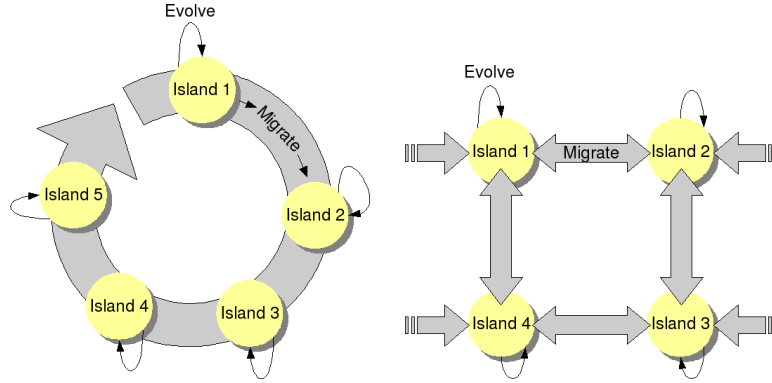 Evolve
Island 1
Migrate
Island 2
Island 5
Island 4
Island 3
Evolve
Island 1
Migrate
Island 2
Island 4
Island 3